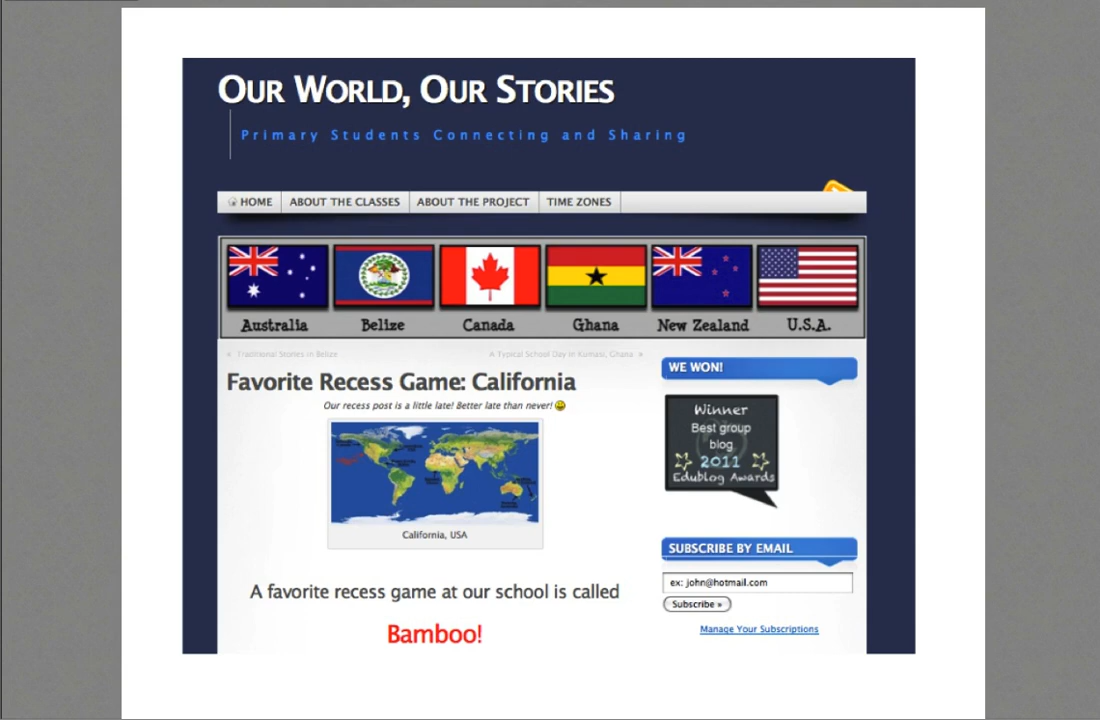 OUR WORLD, OUR STORIES
Primary Students Connecting and Sharing
HOME ABOUT THE CLASSES ABOUT THE PROJECT TIME ZONES
Australia Belize Canada Ghana New Zealand U.S.A.
« Traditional Stories in Belize A Typical School Day in Kumasi, Ghana »
Favorite Recess Game: California
Our recess post is a little late! Better late than never!
California, USA
A favorite recess game at our school is called
Bamboo!
WE WON!
Winner
Best group
blog
2011
Edublog Awards
SUBSCRIBE BY EMAIL
ex: john@hotmail.com
Subscribe »
Manage Your Subscriptions